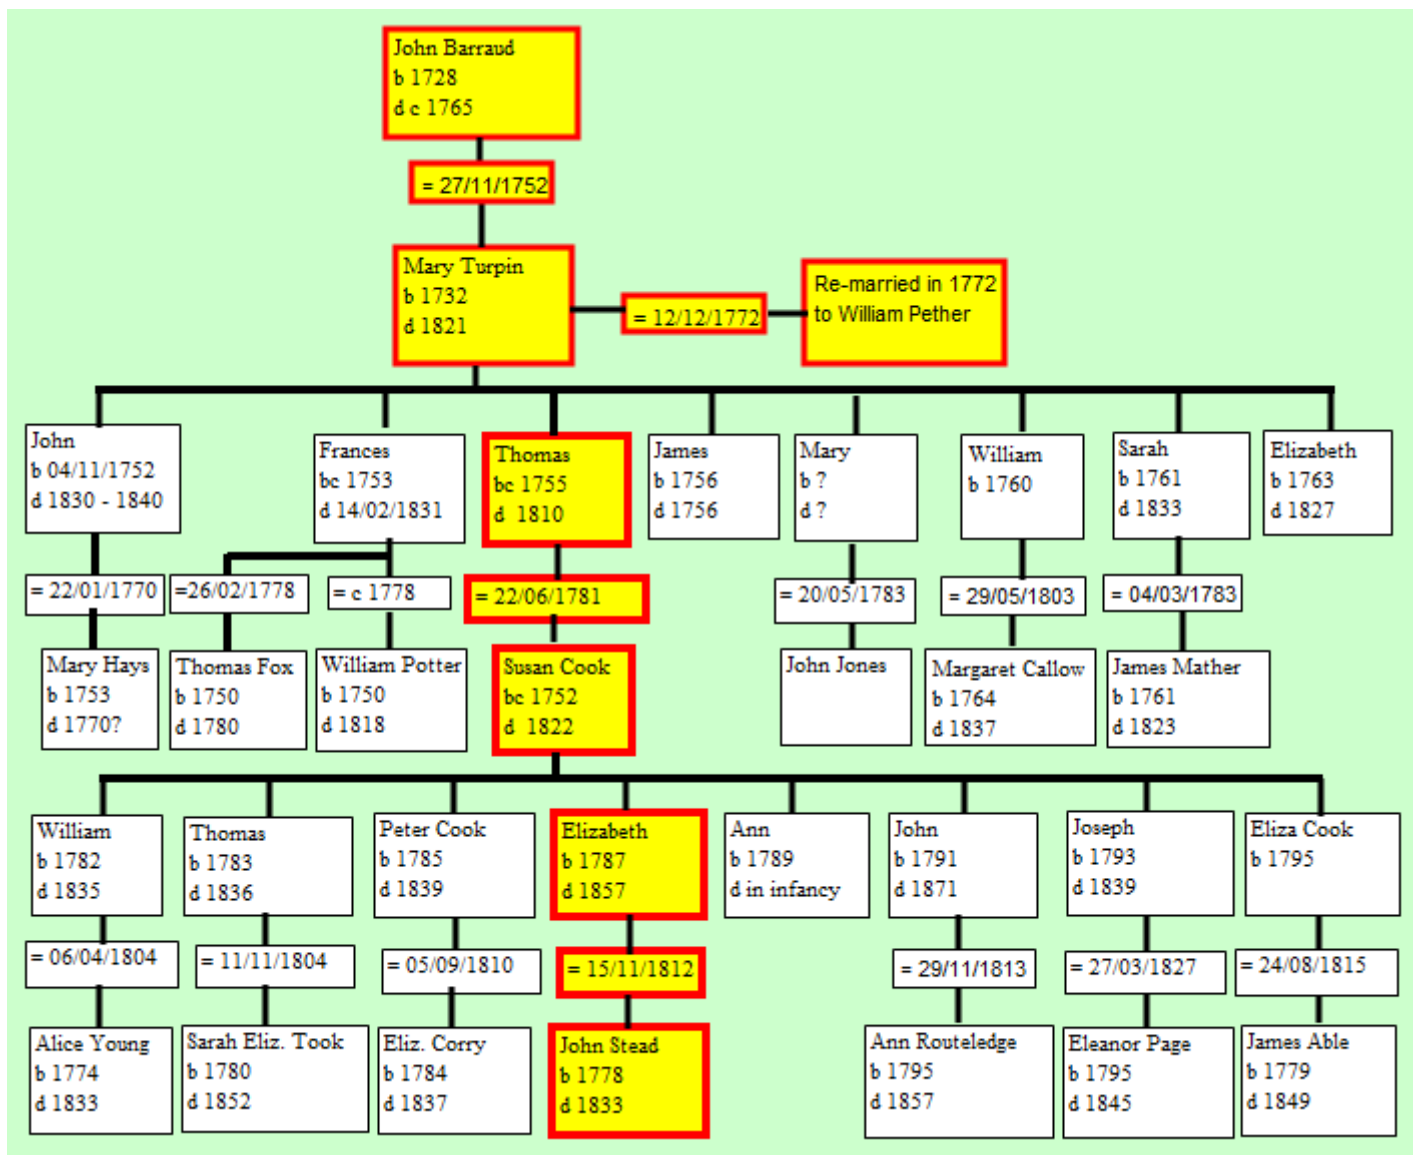 John Barraud
b 1728
d c 1765
= 27/11/1752
Mary Turpin
b 1732
d 1821
= 12/12/1772
Re-married in 1772
to William Pether
John
b 04/11/1752
d 1830 - 1840
Frances
bc 1753
d 14/02/1831
Thomas
bc 1755
d 1810
James
b 1756
d 1756
Mary
b ?
d ?
William
b 1760
Sarah
b 1761
d 1833
Elizabeth
b 1763
d 1827
= 22/01/1770
=26/02/1778
= c 1778
= 22/06/1781
= 20/05/1783
= 29/05/1803
= 04/03/1783
Mary Hays
b 1753
d 1770?
Thomas Fox
b 1750
d 1780
William Potter
b 1750
d 1818
Susan Cook
bc 1752
d 1822
John Jones
Margaret Callow
b 1764
d 1837
James Mather
b 1761
d 1823
William
b 1782
d 1835
Thomas
b 1783
d 1836
Peter Cook
b 1785
d 1839
Elizabeth
b 1787
d 1857
Ann
b 1789
d in infancy
John
b 1791
d 1871
Joseph
b 1793
d 1839
Eliza Cook
b 1795
= 06/04/1804
= 11/11/1804
= 05/09/1810
= 15/11/1812
= 29/11/1813
= 27/03/1827
= 24/08/1815
Alice Young
b 1774
d 1833
Sarah Eliz. Took
b 1780
d 1852
Eliz. Corry
b 1784
d 1837
John Stead
b 1778
d 1833
Ann Routeledge
b 1795
d 1857
Eleanor Page
b 1795
d 1845
James Able
b 1779
d 1849